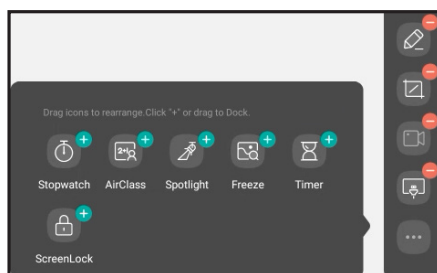 Drag icons to rearrange.Click "+" or drag to Dock.
Stopwatch AirClass Spotlight Freeze Timer
ScreenLock